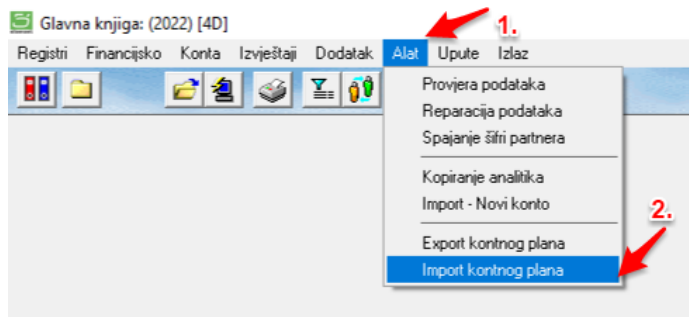 Glavna knjiga: (2022) [4D]
1.
Registri Financijsko Konta Izvještaji Dodatak Alat Upute Izlaz
Provjera podataka
Reparacija podataka
Spajanje šifri partnera
Kopiranje analitika
Import - Novi konto
2.
Export kontnog plana
Import kontnog plana